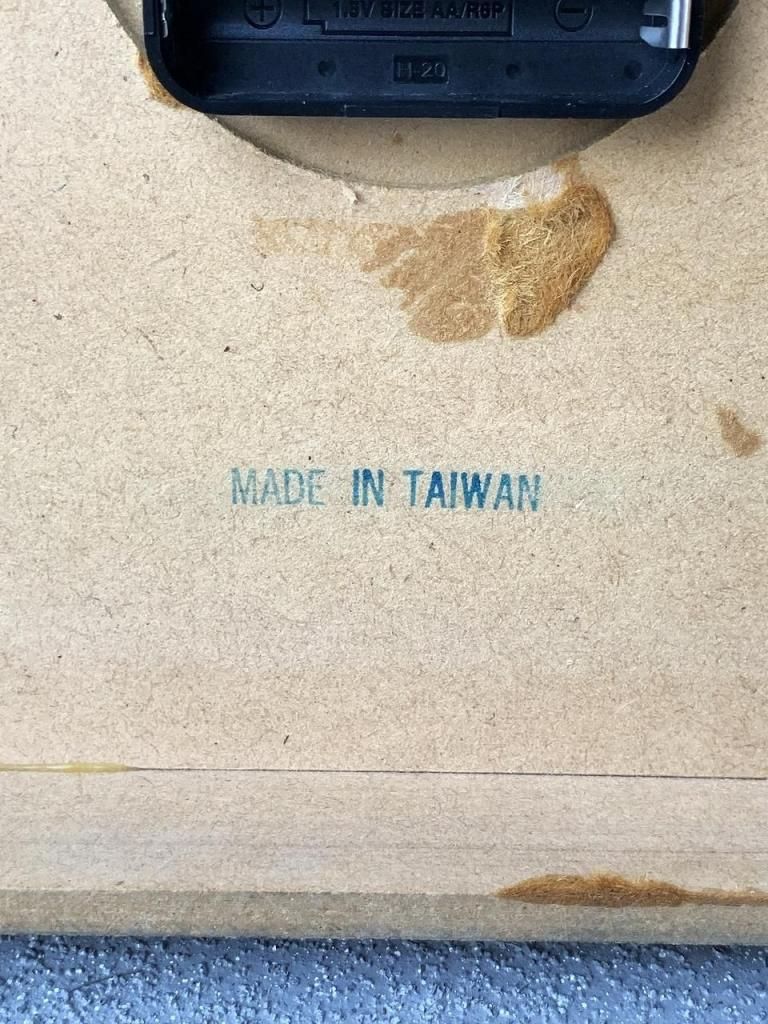 1.5V SIZE AA/R6P
H-20
MADE IN TAIWAN